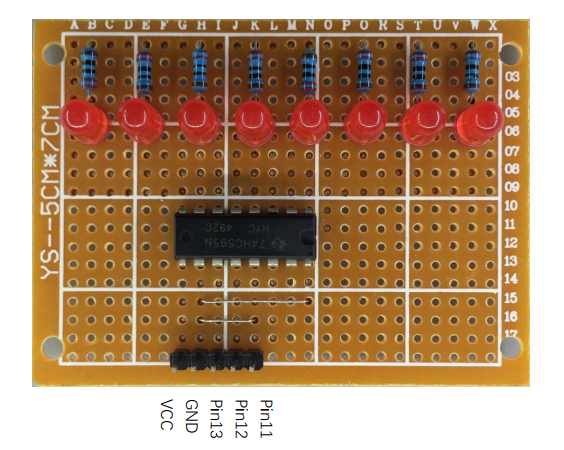 A B C D E F G H I J K L M N O P Q R S T U V W X
03
04
05
06
07
08
09
10
11
12
13
14
15
16
17
YS--5CM*7CM
74HC595N
HYC 492C
VCC
GND
Pin13
Pin12
Pin11